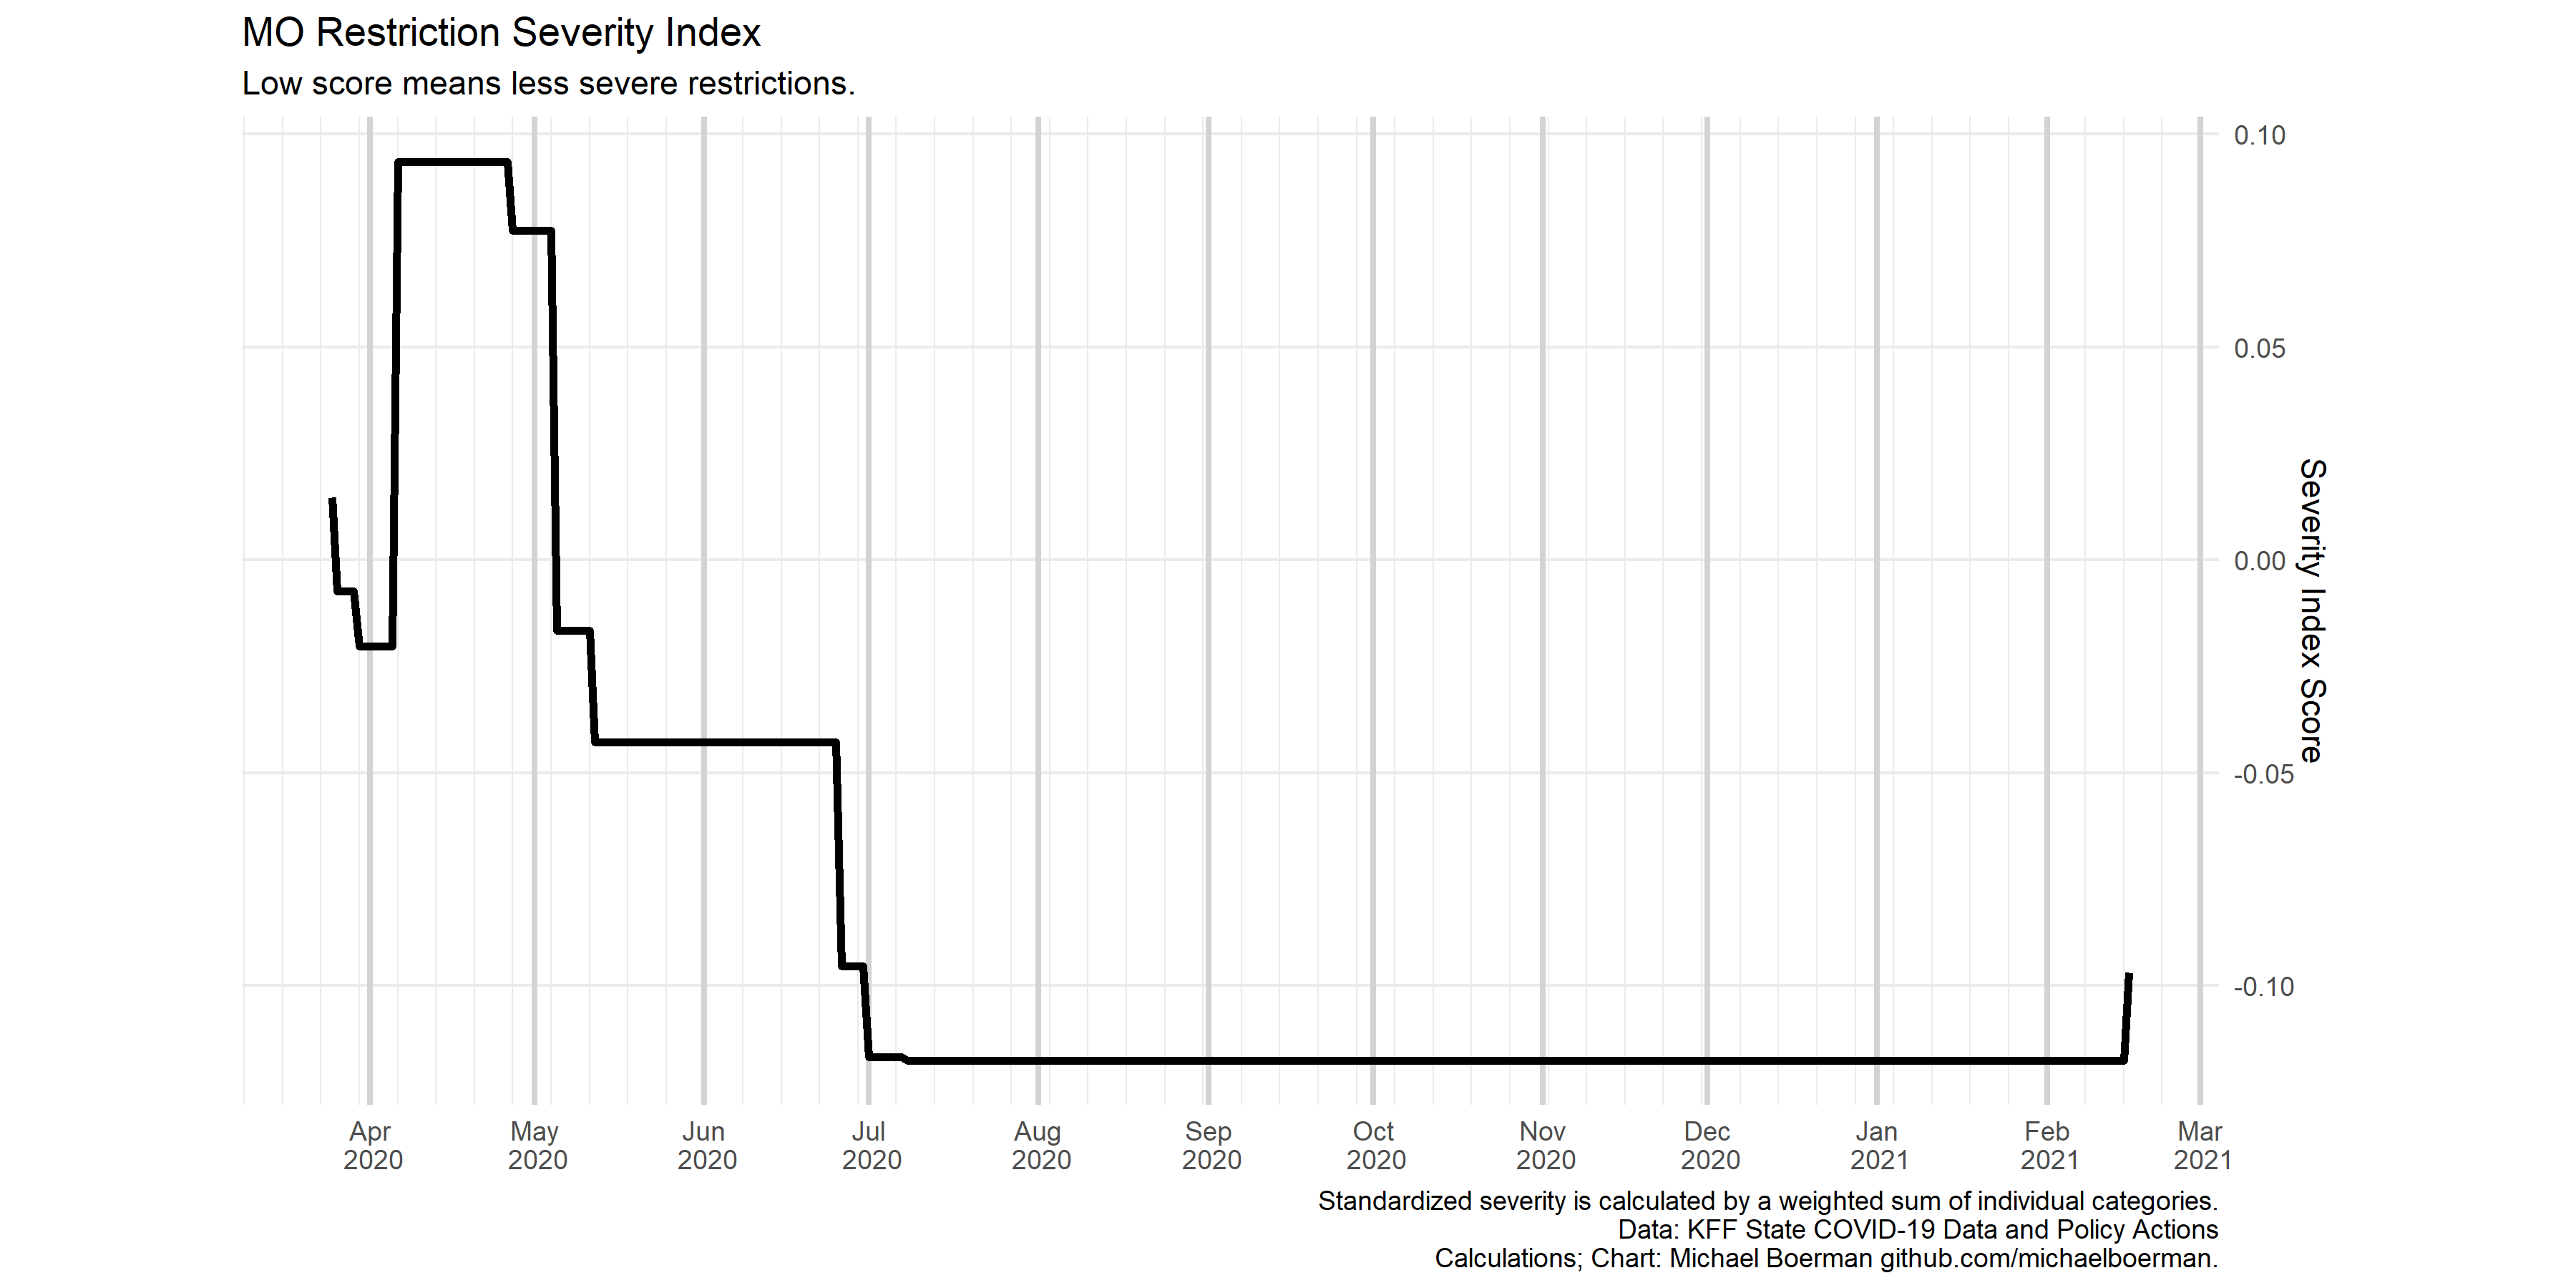 MO Restriction Severity Index
Low score means less severe restrictions.
0.10
0.05
0.00
-0.05
-0.10
Severity Index Score
Apr
2020
May
2020
Jun
2020
Jul
2020
Aug
2020
Sep
2020
Oct
2020
Nov
2020
Dec
2020
Jan
2021
Feb
2021
Mar
2021
Standardized severity is calculated by a weighted sum of individual categories.
Data: KFF State COVID-19 Data and Policy Actions
Calculations; Chart: Michael Boerman github.com/michaelboerman.